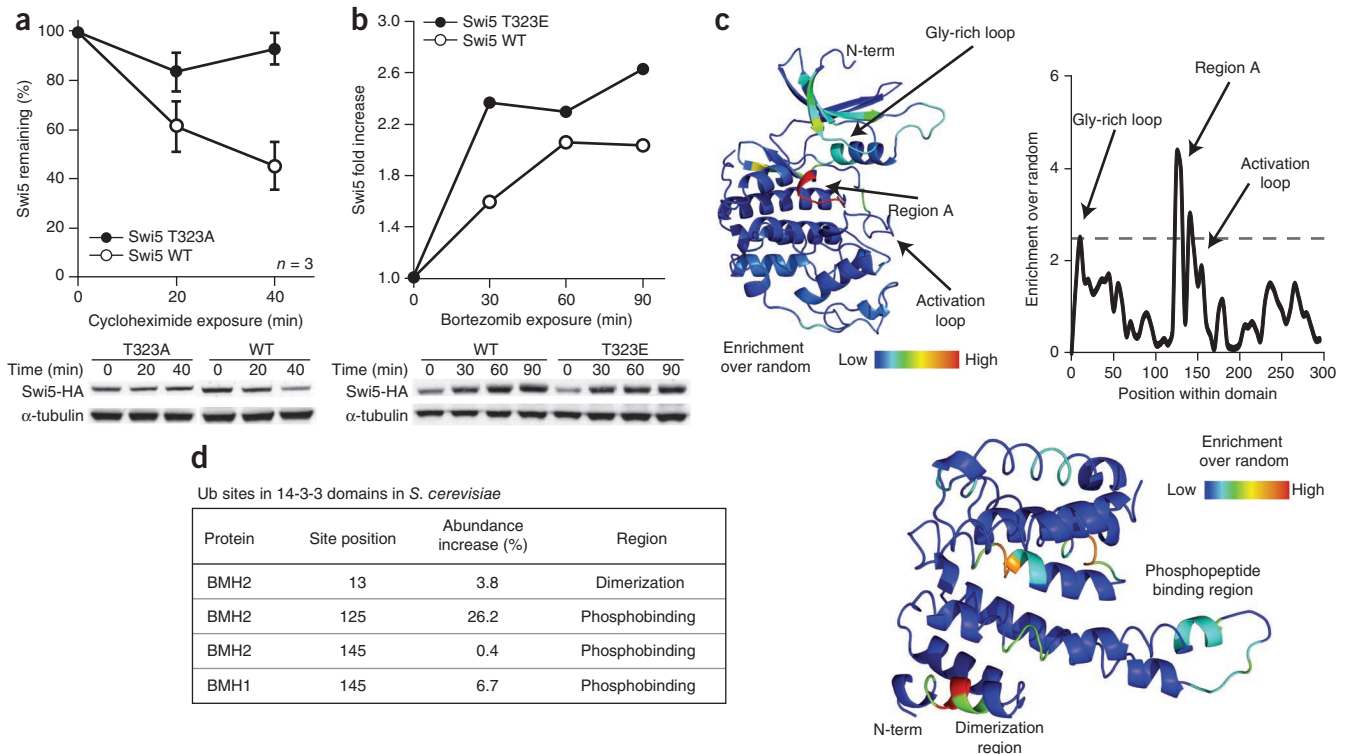 a
Swi5 remaining (%)
100
80
60
40
20
0
Swi5 T323A
Swi5 WT
n = 3
0
20
40
Cycloheximide exposure (min)
T323A
WT
Time (min)
0
20
40
0
20
40
Swi5-HA
α-tubulin
b
Swi5 fold increase
3.0
2.6
2.2
1.8
1.4
1.0
Swi5 T323E
Swi5 WT
0
30
60
90
Bortezomib exposure (min)
WT
T323E
Time (min)
0
30
60
90
0
30
60
90
Swi5-HA
α-tubulin
c
N-term
Gly-rich loop
Region A
Activation
loop
Enrichment
over random
Low
High
Enrichment over random
6
4
2
0
Gly-rich loop
Region A
Activation
loop
0
50
100
150
200
250
300
Position within domain
d
Ub sites in 14-3-3 domains in S. cerevisiae
Protein
Site position
Abundance
increase (%)
Region
BMH2
13
3.8
Dimerization
BMH2
125
26.2
Phosphobinding
BMH2
145
0.4
Phosphobinding
BMH1
145
6.7
Phosphobinding
Enrichment
over random
Low
High
Phosphopeptide
binding region
N-term
Dimerization
region